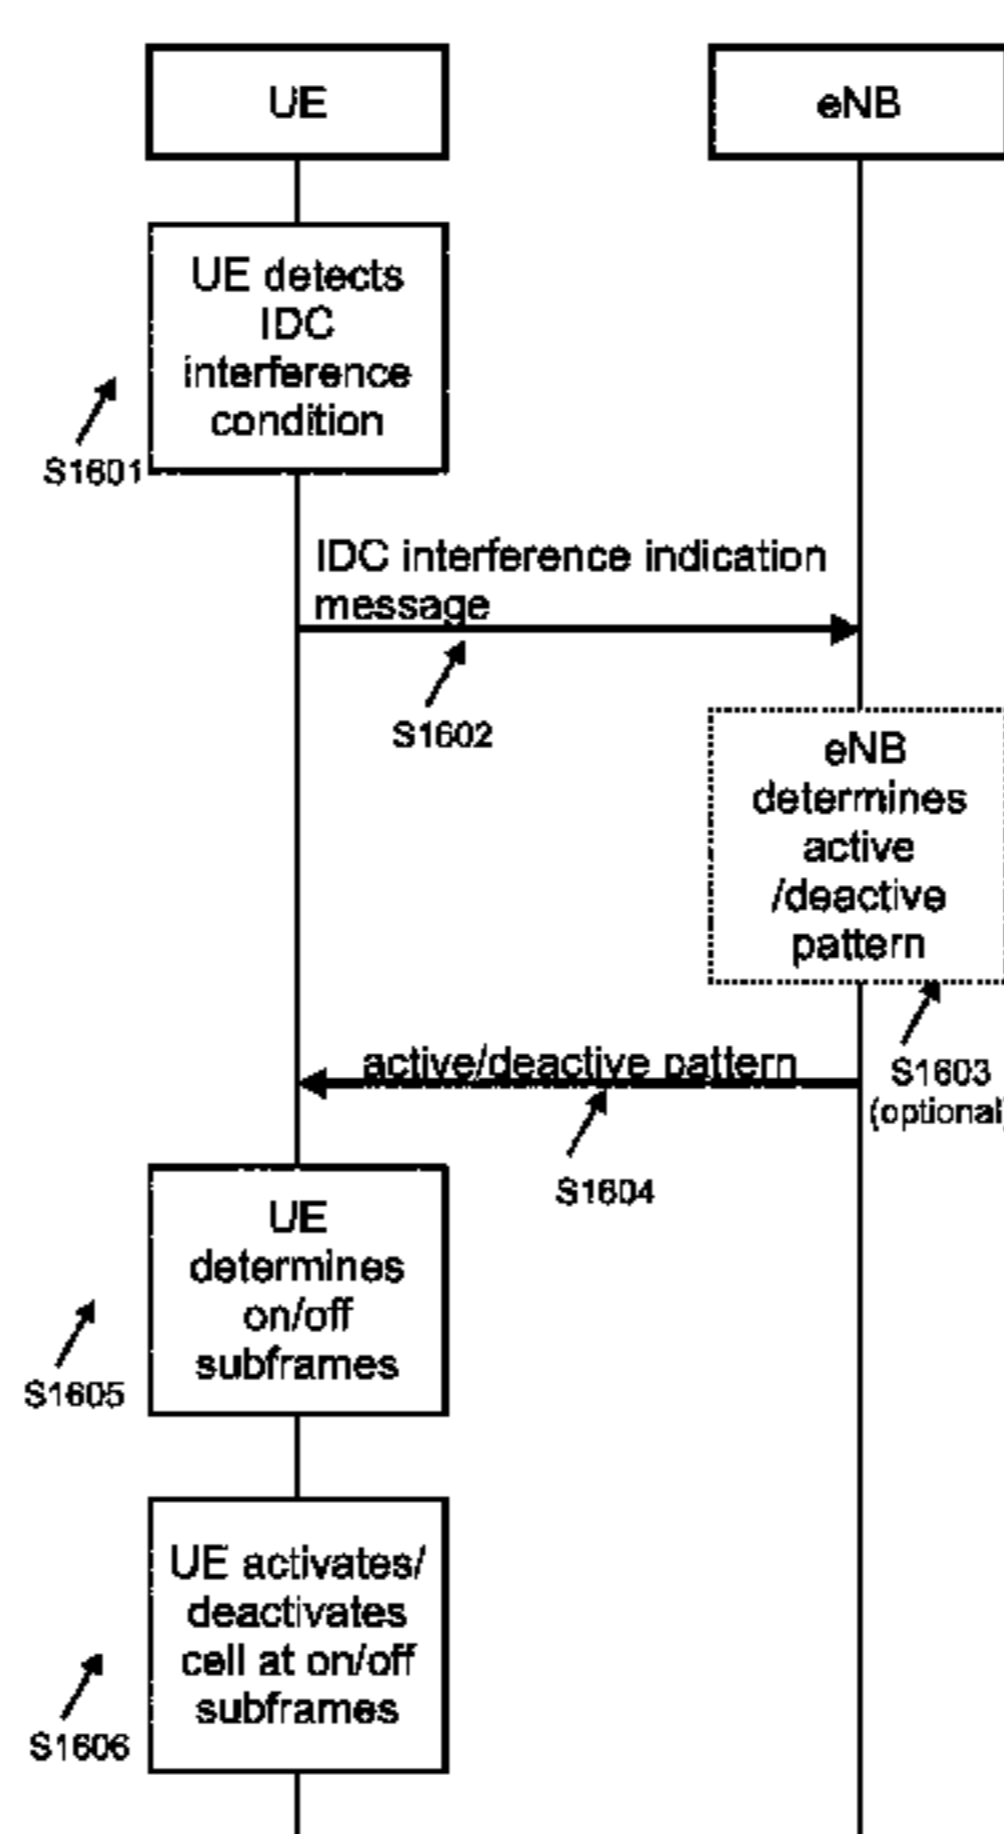 UE
eNB
UE detects
IDC
interference
condition
S1601
IDC interference indication
message
S1602
eNB
determines
active
/deactive
pattern
S1603
(optional)
active/deactive pattern
S1604
UE
determines
on/off
subframes
S1605
UE activates/
deactivates
cell at on/off
subframes
S1606